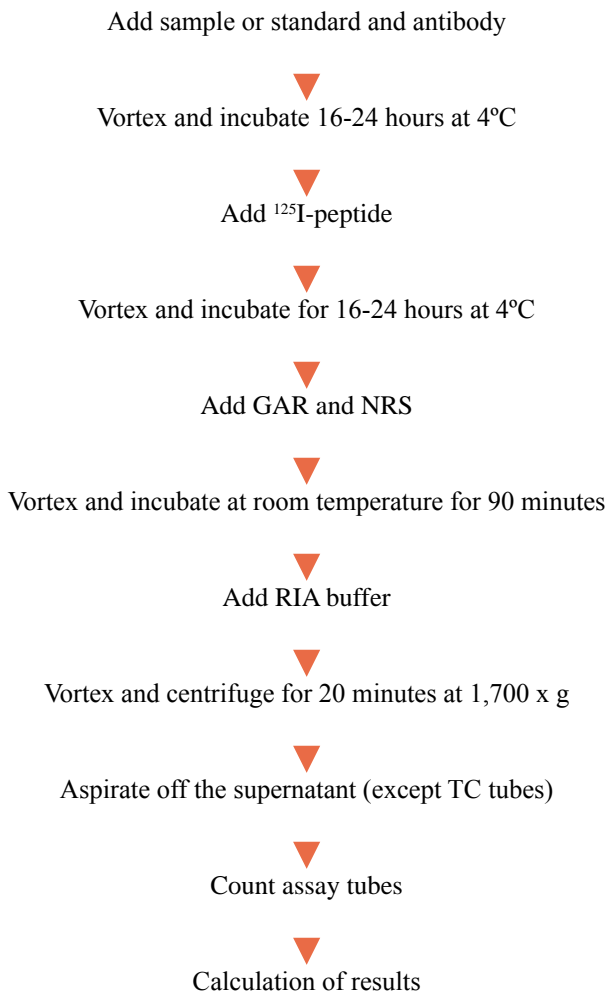 Add sample or standard and antibody
Vortex and incubate 16-24 hours at 4ºC
Add ¹²⁵I-peptide
Vortex and incubate for 16-24 hours at 4ºC
Add GAR and NRS
Vortex and incubate at room temperature for 90 minutes
Add RIA buffer
Vortex and centrifuge for 20 minutes at 1,700 x g
Aspirate off the supernatant (except TC tubes)
Count assay tubes
Calculation of results